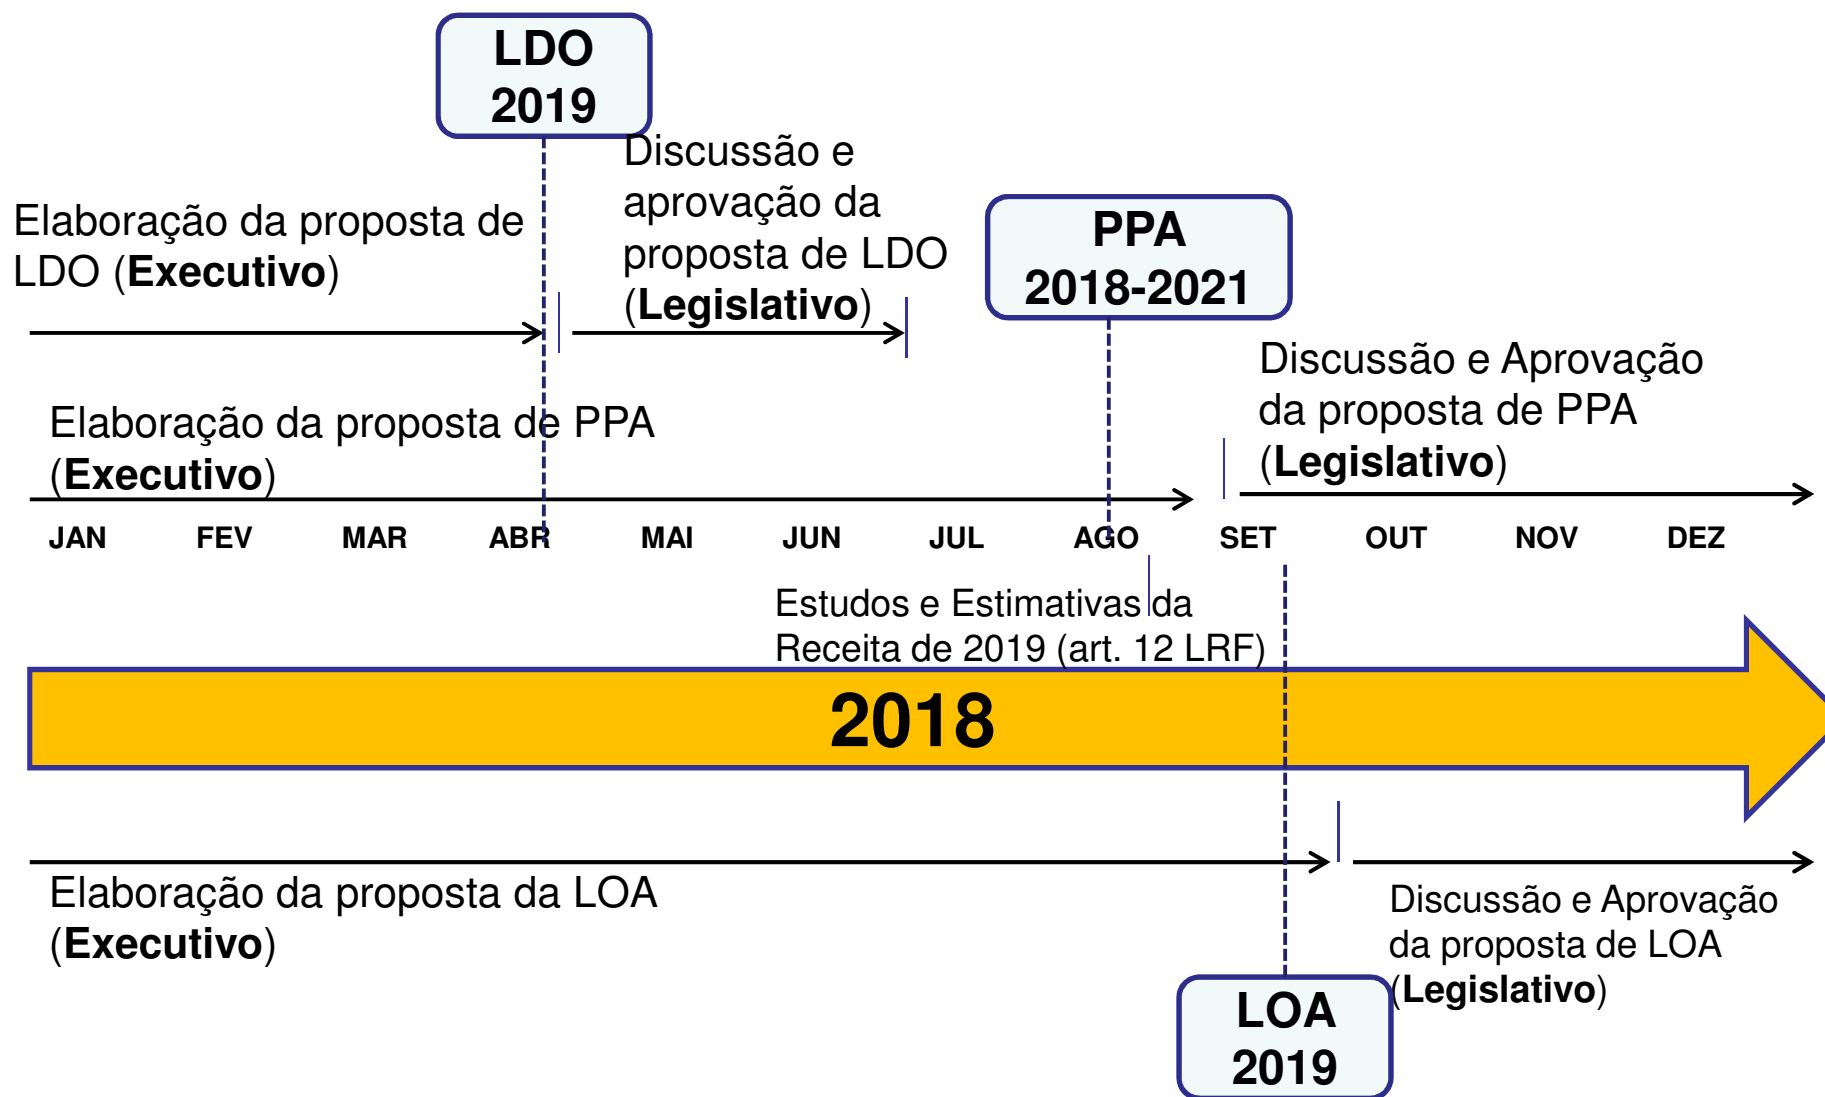 LDO
2019
Discussão e
aprovação da
proposta de LDO
(Legislativo)
Elaboração da proposta de
LDO (Executivo)
PPA
2018-2021
Discussão e Aprovação
da proposta de PPA
(Legislativo)
Elaboração da proposta de PPA
(Executivo)
JAN FEV MAR ABR MAI JUN JUL AGO SET OUT NOV DEZ
Estudos e Estimativas da
Receita de 2019 (art. 12 LRF)
2018
Elaboração da proposta da LOA
(Executivo)
Discussão e Aprovação
da proposta de LOA
(Legislativo)
LOA
2019